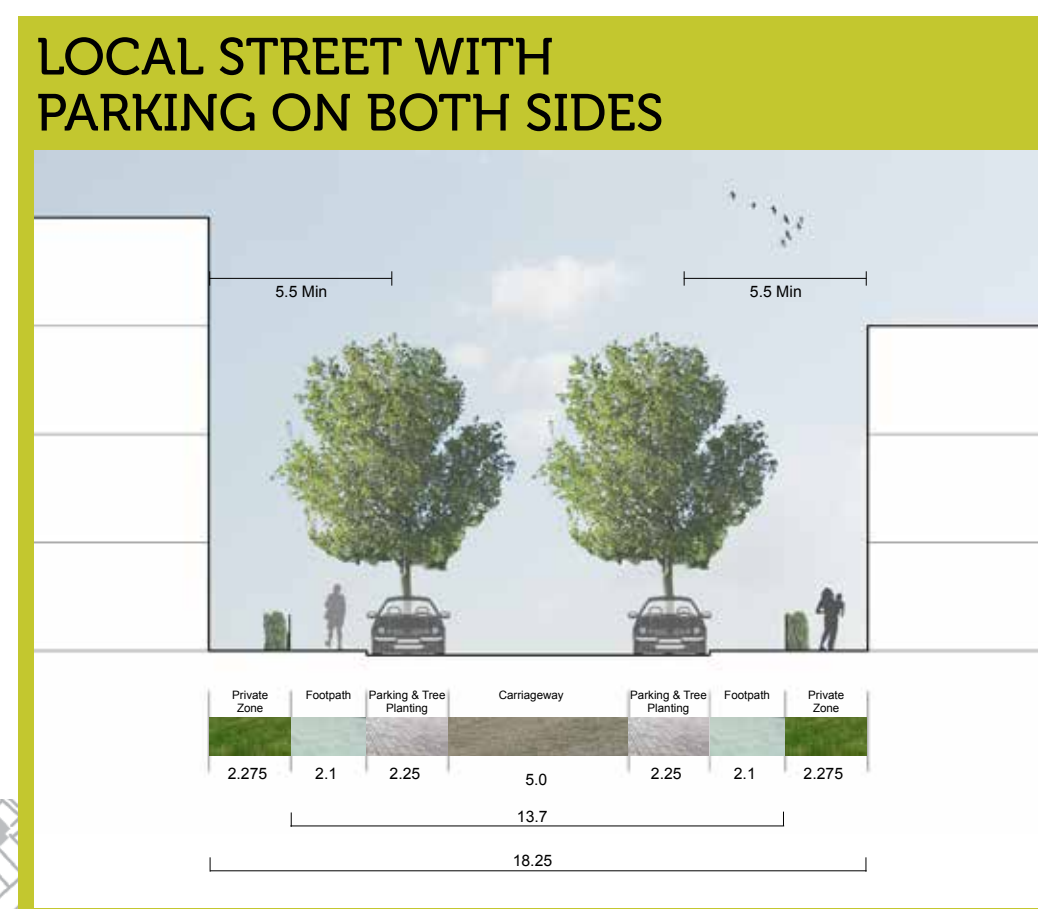 LOCAL STREET WITH
PARKING ON BOTH SIDES
5.5 Min
5.5 Min
Private
Zone
Footpath
Parking & Tree
Planting
Carriageway
Parking & Tree
Planting
Footpath
Private
Zone
2.275
2.1
2.25
5.0
2.25
2.1
2.275
13.7
18.25